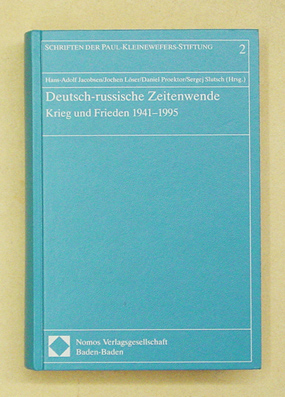 SCHRIFTEN DER PAUL-KLEINEWEFERS-STIFTUNG 2
Hans-Adolf Jacobsen/Jochen Löser/Daniel Proektor/Sergej Slutsch (Hrsg.)
Deutsch-russische Zeitenwende
Krieg und Frieden 1941–1995
Nomos Verlagsgesellschaft
Baden-Baden